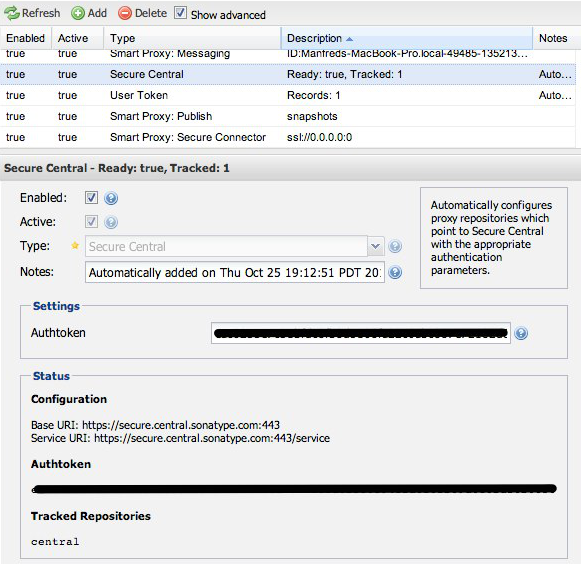 Refresh Add Delete Show advanced
Enabled Active Type Description Notes
true true Smart Proxy: Messaging ID:Manfreds-MacBook-Pro.local-49485-135213...
true true Secure Central Ready: true, Tracked: 1 Auto...
true true User Token Records: 1 Auto...
true true Smart Proxy: Publish snapshots
true true Smart Proxy: Secure Connector ssl://0.0.0.0:0
Secure Central - Ready: true, Tracked: 1
Enabled:
Active:
Type: Secure Central
Notes: Automatically added on Thu Oct 25 19:12:51 PDT 20
Automatically configures
proxy repositories which
point to Secure Central
with the appropriate
authentication
parameters.
Settings
Authtoken
Status
Configuration
Base URI: https://secure.central.sonatype.com:443
Service URI: https://secure.central.sonatype.com:443/service
Authtoken
Tracked Repositories
central